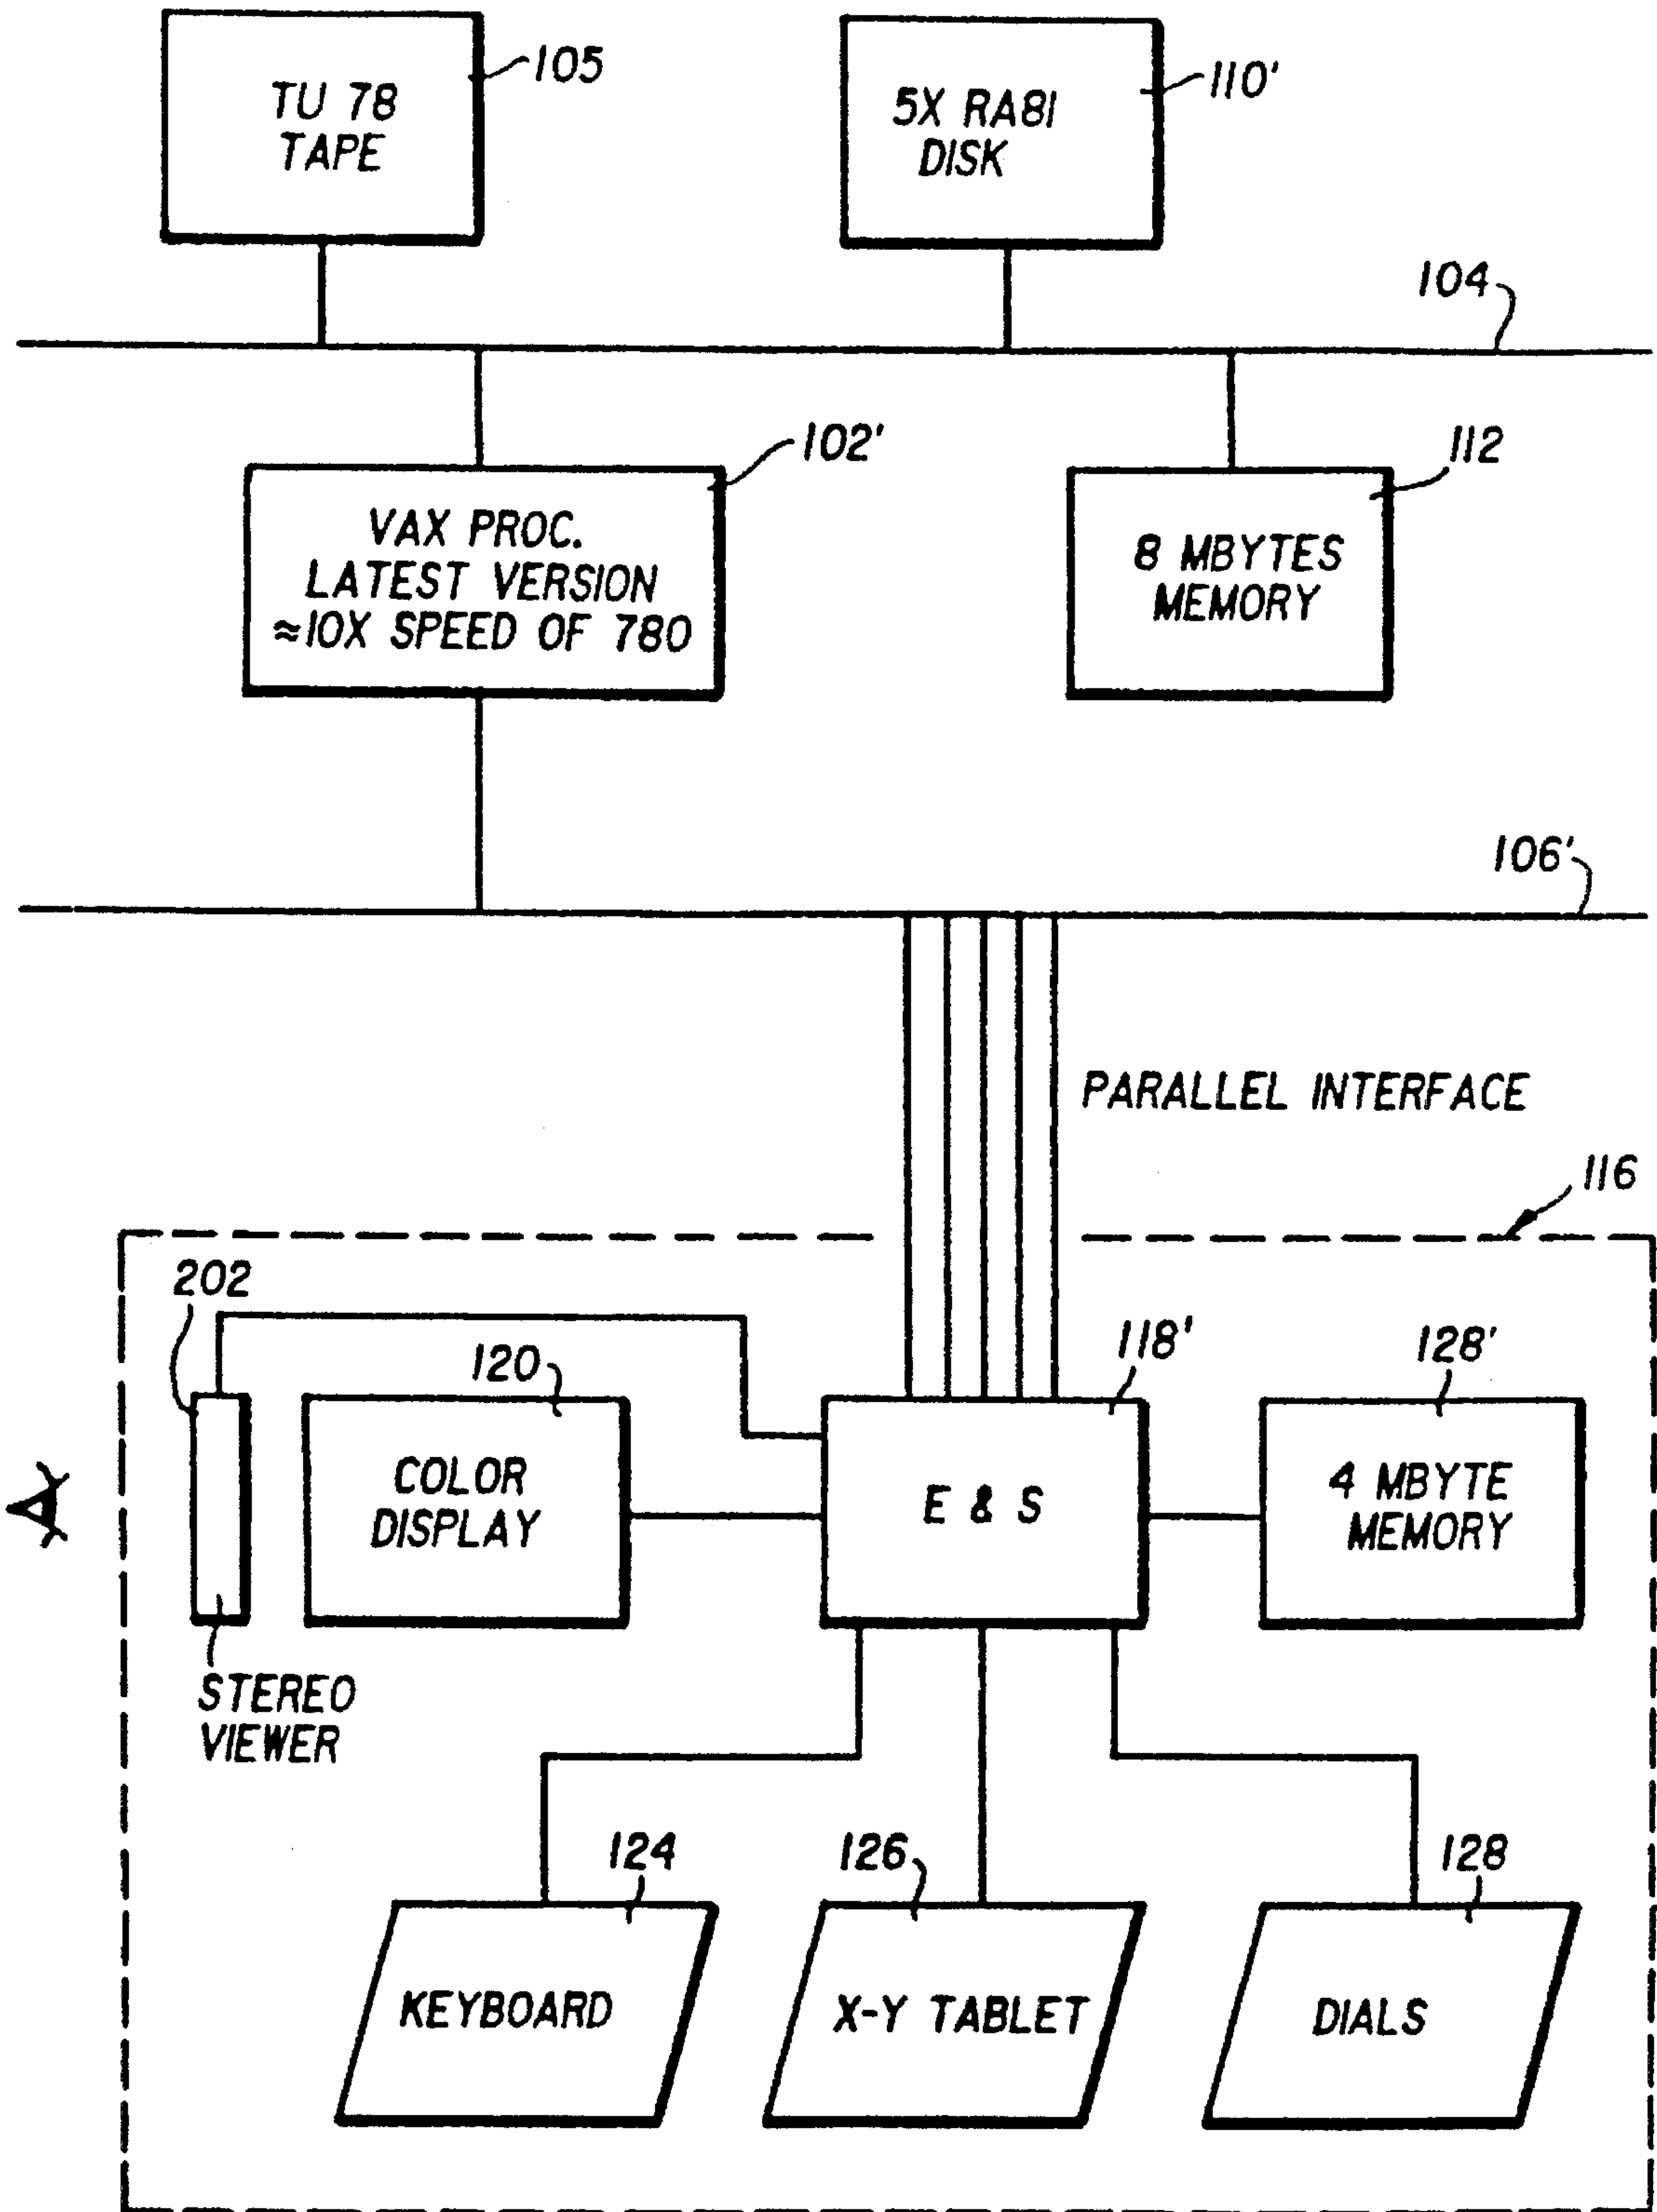 TU 78
TAPE
105
5X RA81
DISK
110'
104
VAX PROC.
LATEST VERSION
≈10X SPEED OF 780
102'
8 MBYTES
MEMORY
112
106'
PARALLEL INTERFACE
116
202
120
118'
128'
COLOR
DISPLAY
E & S
4 MBYTE
MEMORY
STEREO
VIEWER
124
126
128
KEYBOARD
X-Y TABLET
DIALS